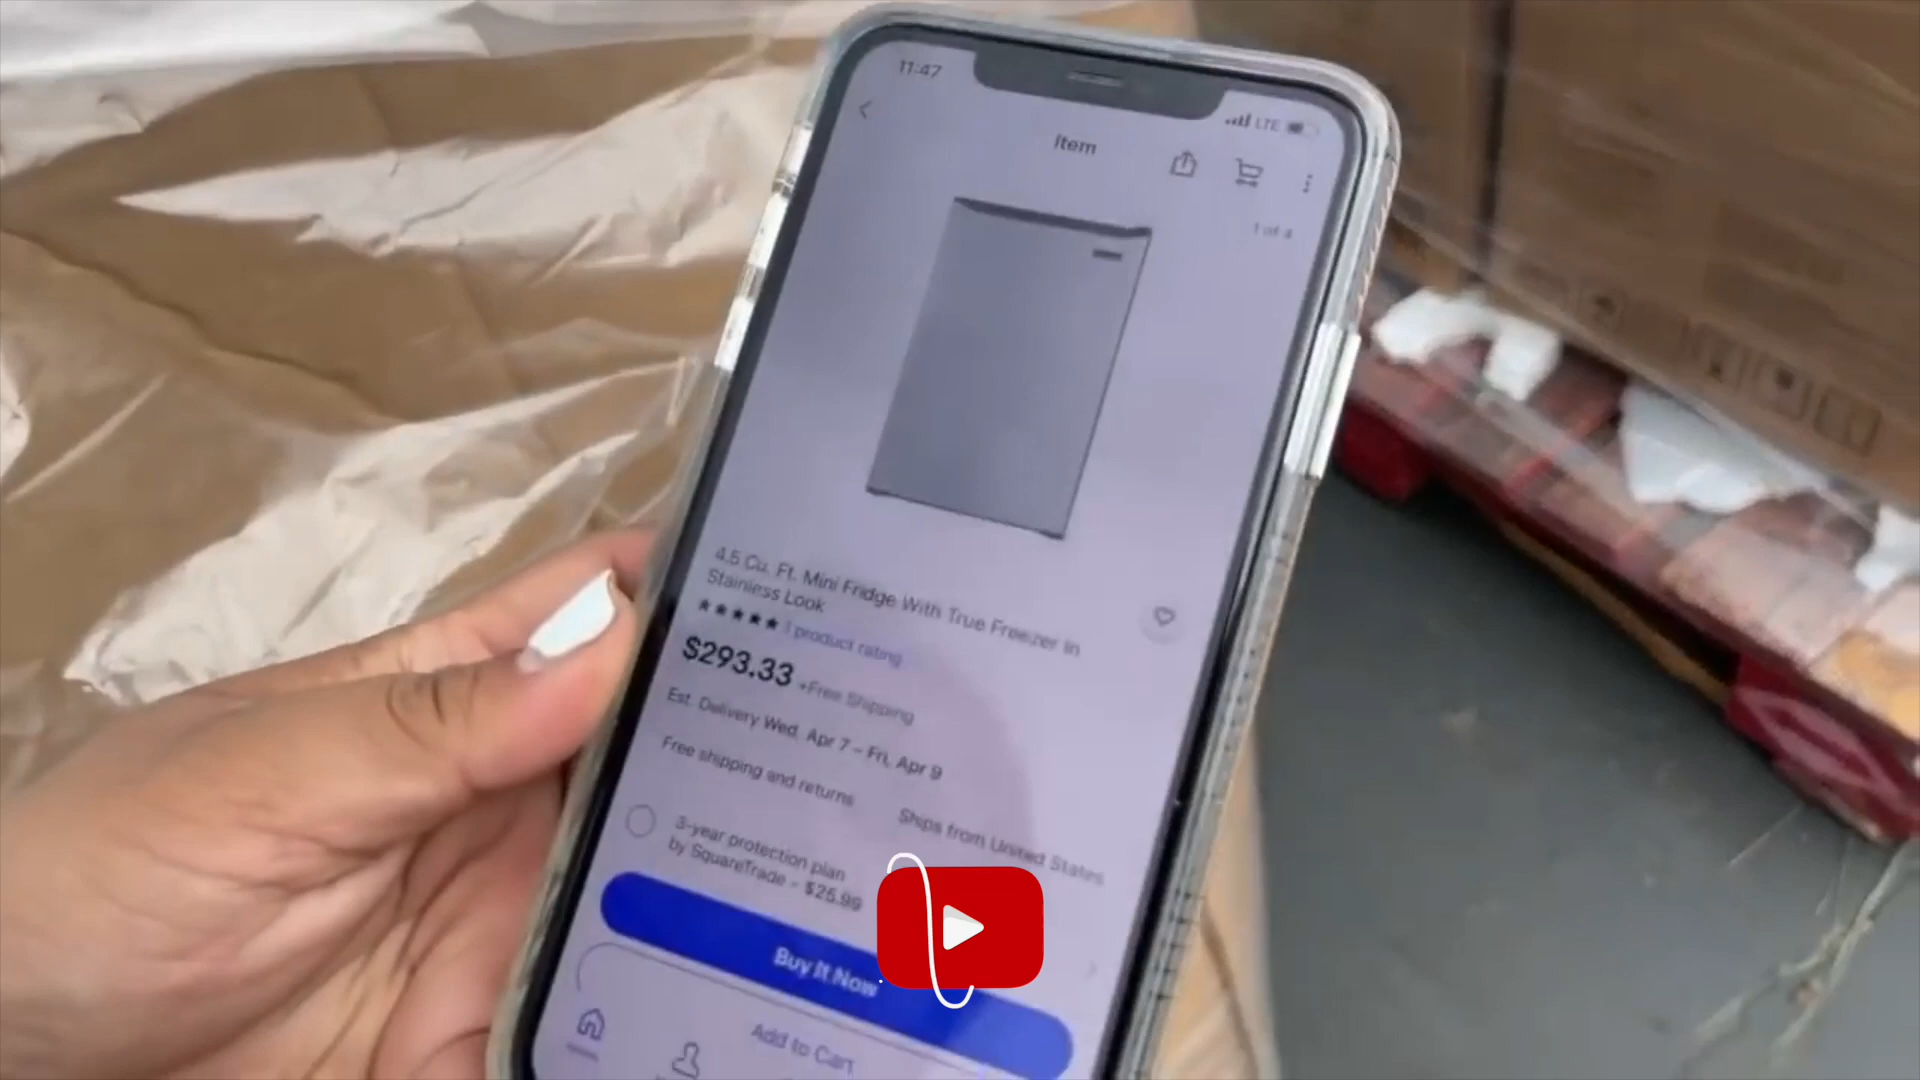 11:47
LTE
Item
1 of 4
4.5 Cu. Ft. Mini Fridge With True Freezer In
Stainless Look
1 product rating
$293.33 +Free Shipping
Est. Delivery Wed, Apr 7 – Fri, Apr 9
Free shipping and returns
Ships from United States
3-year protection plan
by SquareTrade - $25.99
Buy It Now
Add to Cart